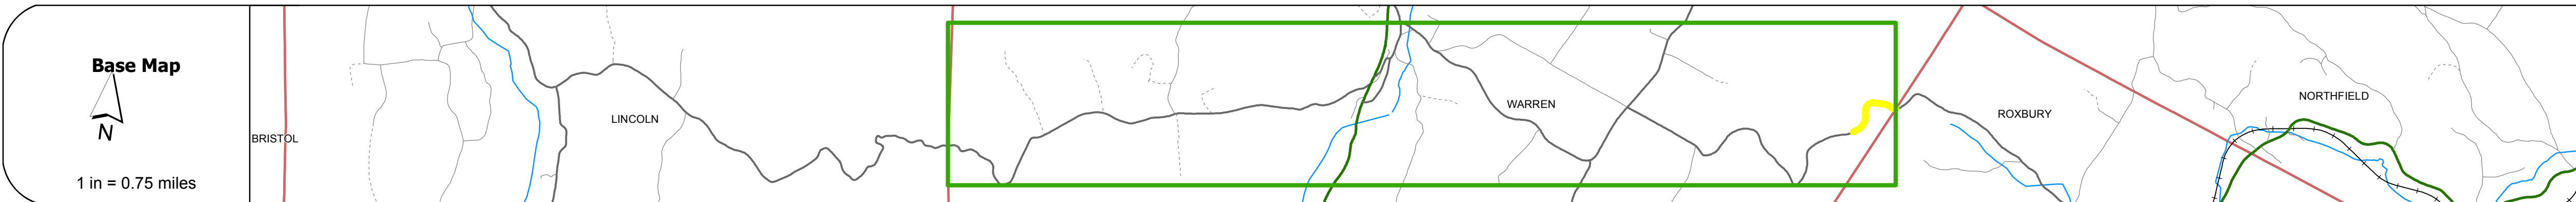 Base Map
N
1 in = 0.75 miles
BRISTOL
LINCOLN
WARREN
ROXBURY
NORTHFIELD